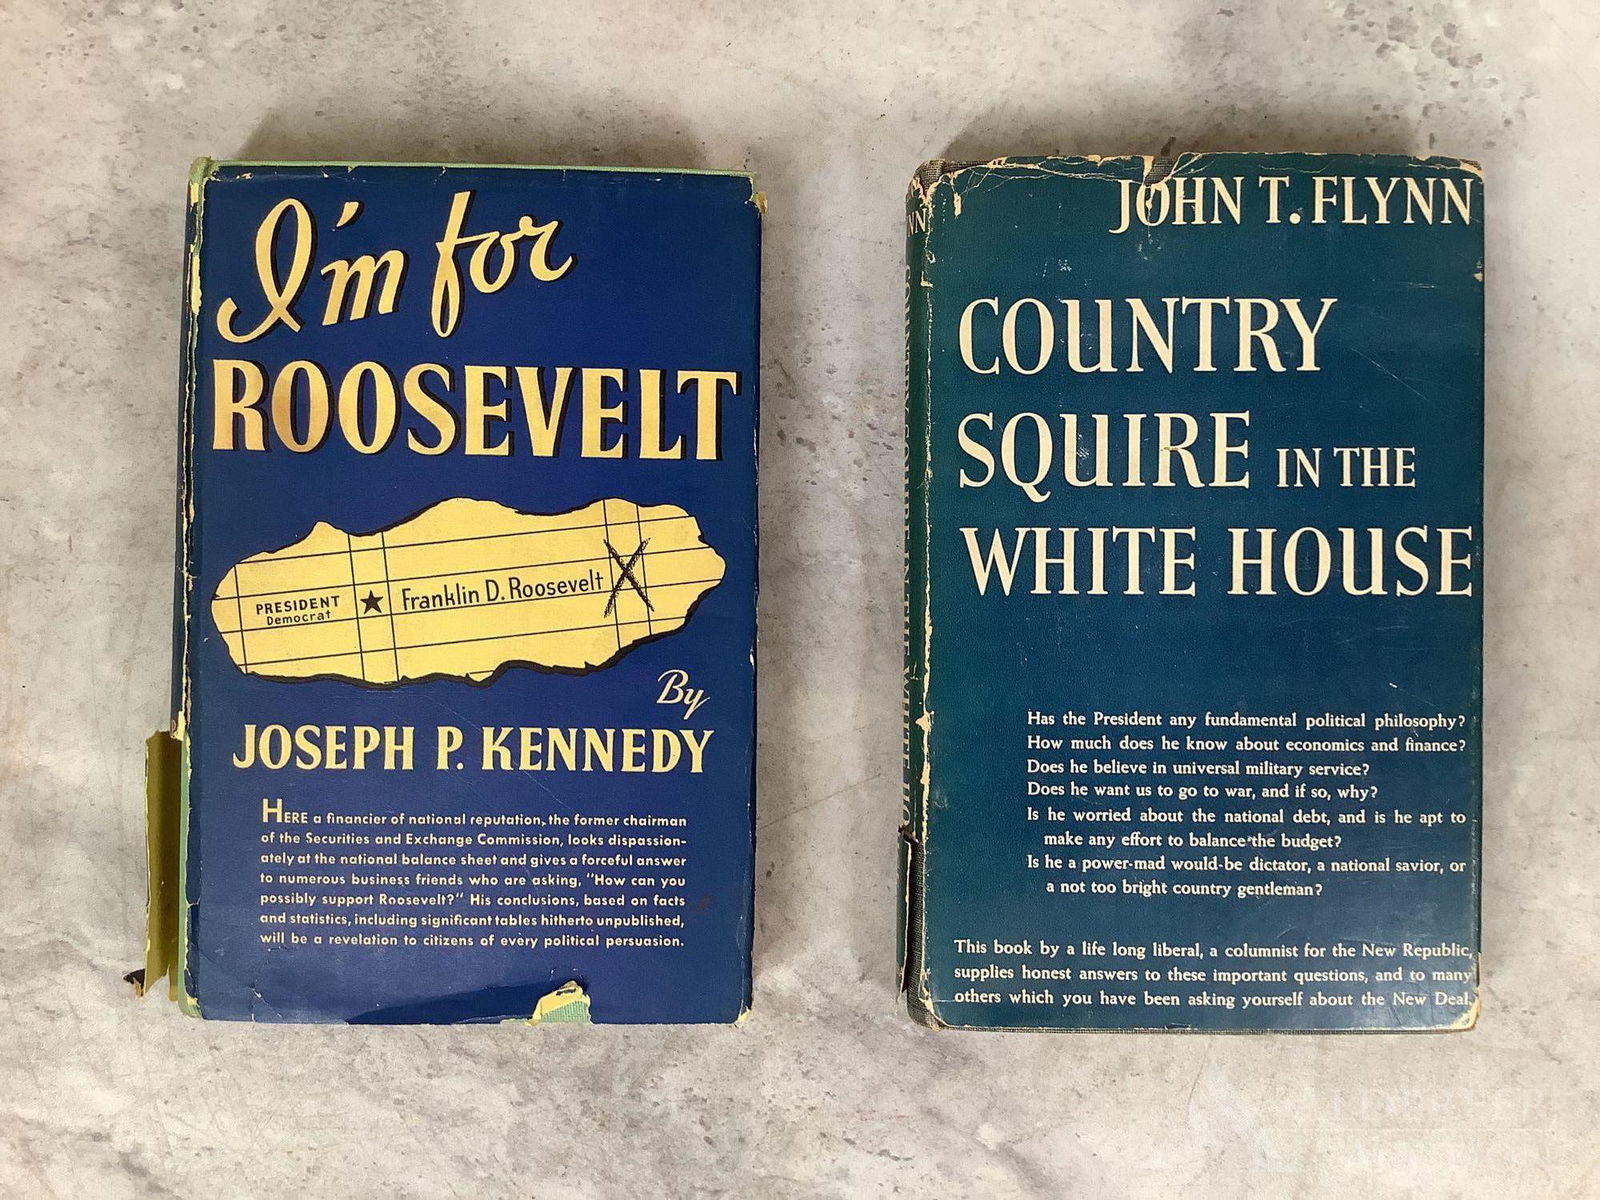 I'm for
ROOSEVELT
PRESIDENT
Democrat
★ Franklin D. Roosevelt X
By
JOSEPH P. KENNEDY
HERE a financier of national reputation, the former chairman
of the Securities and Exchange Commission, looks dispassion-
ately at the national balance sheet and gives a forceful answer
to numerous business friends who are asking, "How can you
possibly support Roosevelt?" His conclusions, based on facts
and statistics, including significant tables hitherto unpublished,
will be a revelation to citizens of every political persuasion.
JOHN T. FLYNN
COUNTRY
SQUIRE IN THE
WHITE HOUSE
Has the President any fundamental political philosophy?
How much does he know about economics and finance?
Does he believe in universal military service?
Does he want us to go to war, and if so, why?
Is he worried about the national debt, and is he apt to
make any effort to balance the budget?
Is he a power-mad would-be dictator, a national savior, or
a not too bright country gentleman?
This book by a life long liberal, a columnist for the New Republic,
supplies honest answers to these important questions, and to many
others which you have been asking yourself about the New Deal.